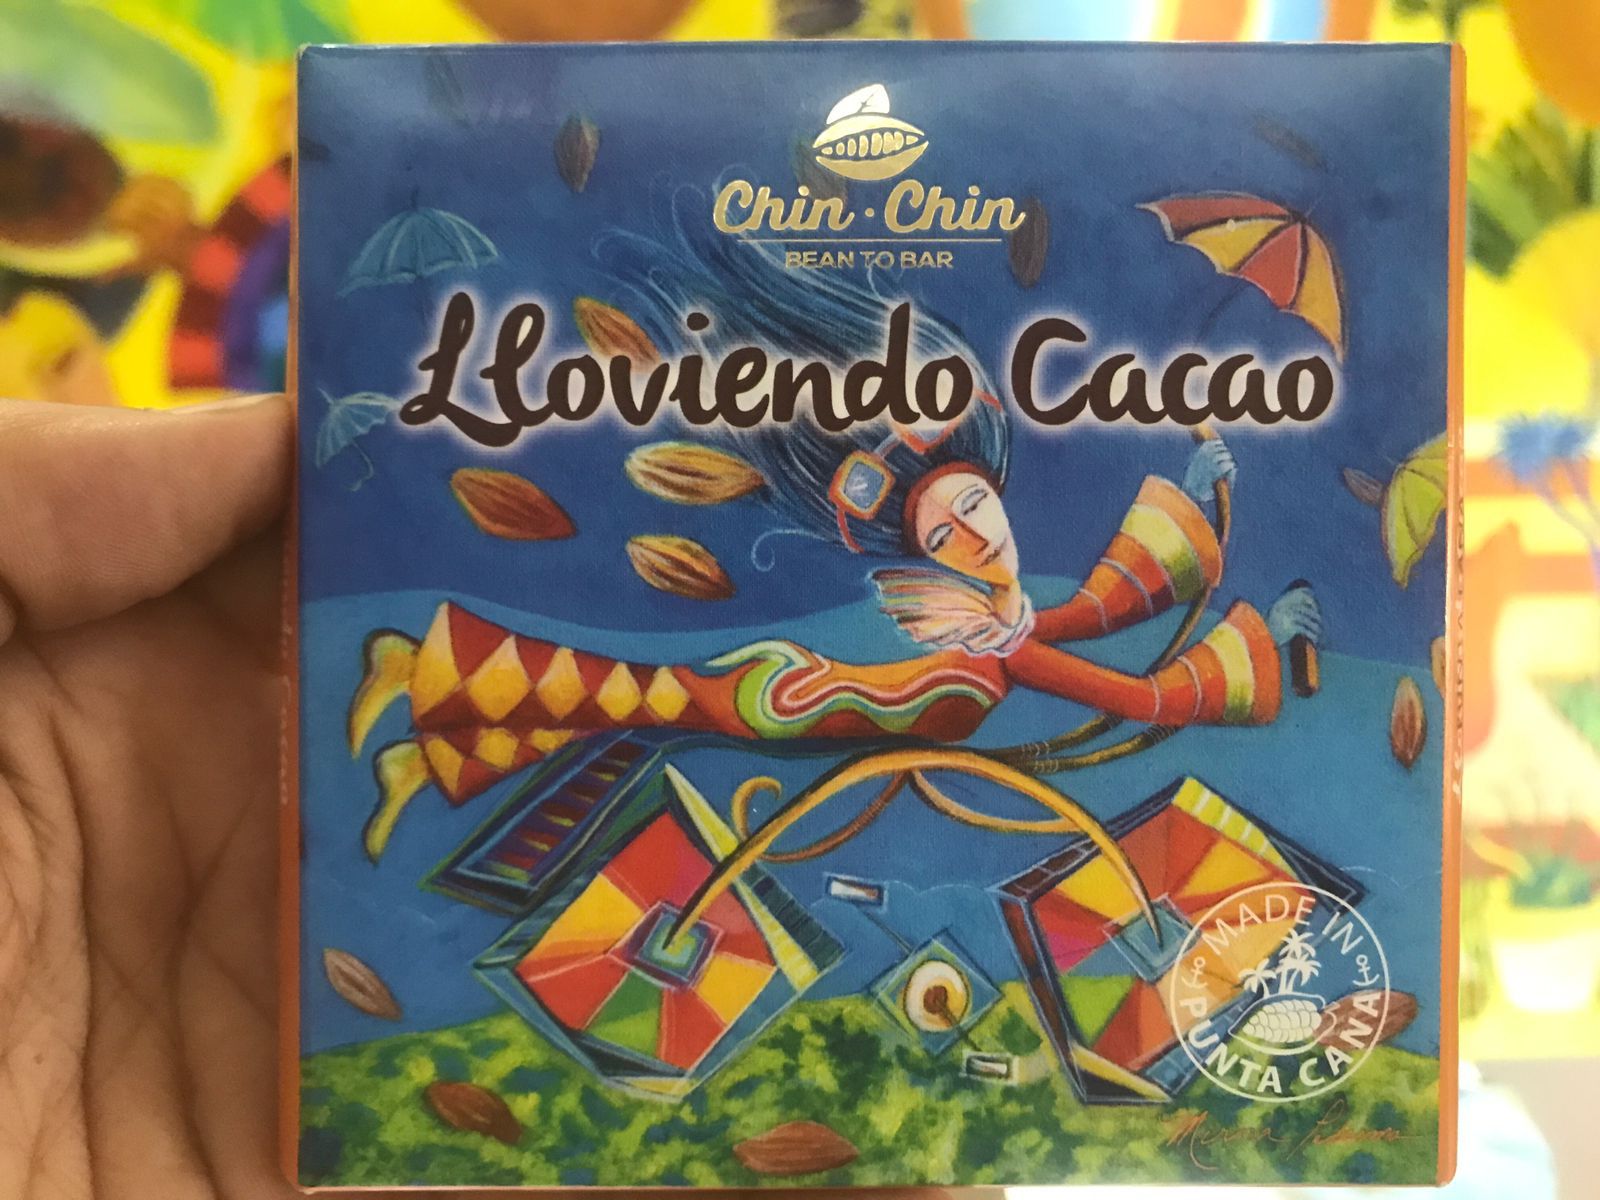 Chin · Chin
BEAN TO BAR
Lloviendo Cacao
MADE IN
PUNTA CANA